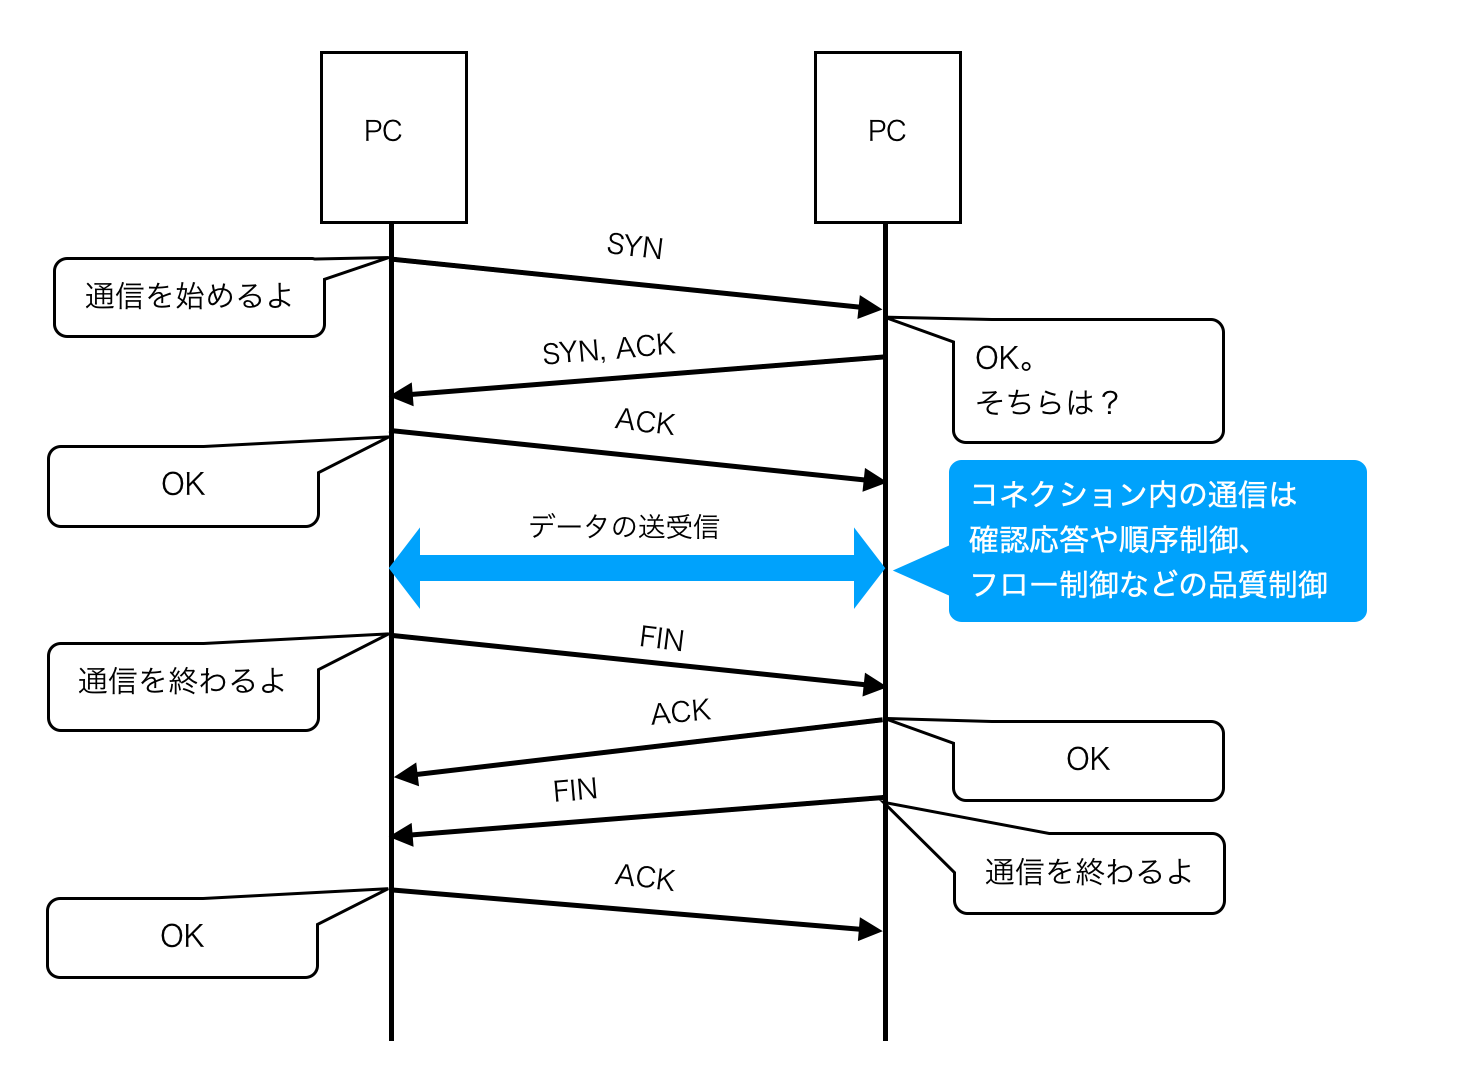 PC
PC
SYN
通信を始めるよ
SYN, ACK
OK。
そちらは？
ACK
OK
コネクション内の通信は
確認応答や順序制御、
フロー制御などの品質制御
データの送受信
FIN
通信を終わるよ
ACK
OK
FIN
通信を終わるよ
ACK
OK